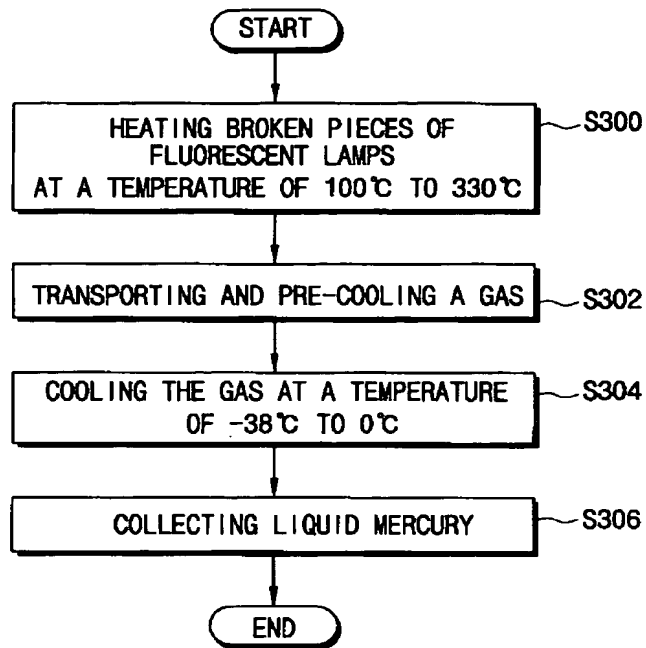 START
HEATING BROKEN PIECES OF
FLUORESCENT LAMPS
AT A TEMPERATURE OF 100℃ TO 330℃
S300
TRANSPORTING AND PRE-COOLING A GAS
S302
COOLING THE GAS AT A TEMPERATURE
OF -38℃ TO 0℃
S304
COLLECTING LIQUID MERCURY
S306
END